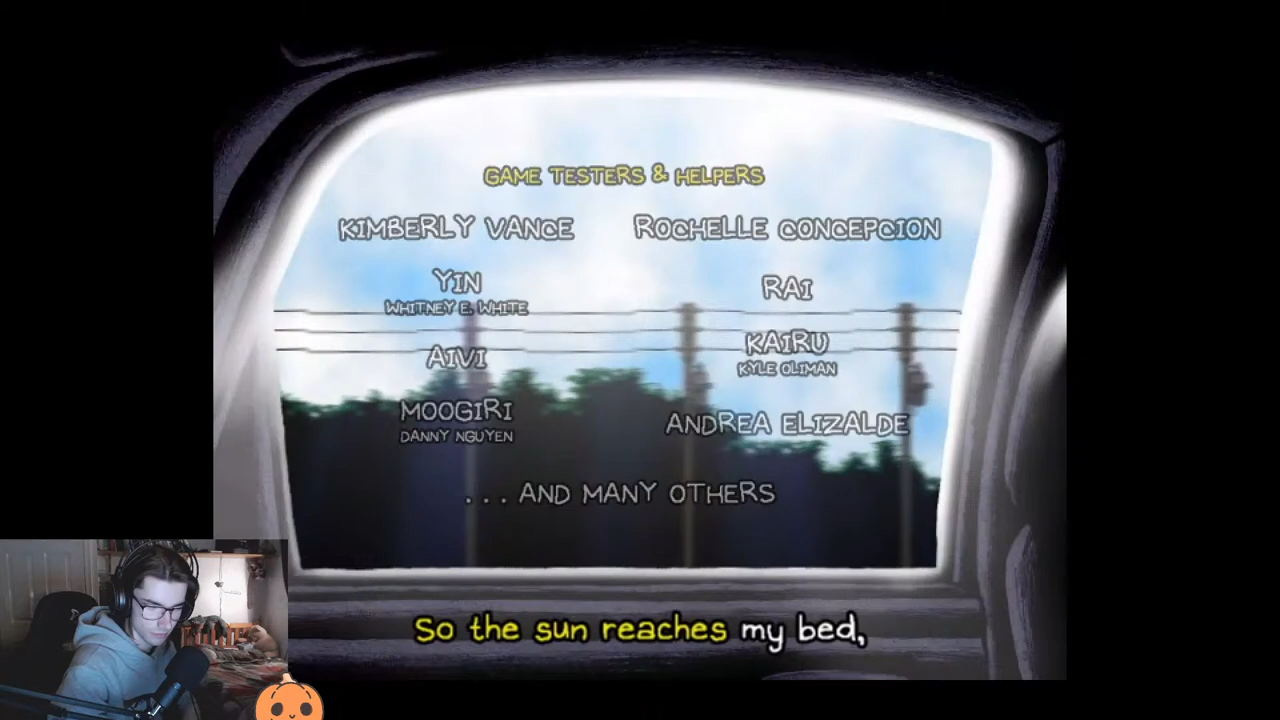 GAME TESTERS & HELPERS
KIMBERLY VANCE
ROCHELLE CONCEPCION
YIN
WHITNEY E. WHITE
RAI
AIVI
KAIRU
KYLE OLIMAN
MOOGIRI
DANNY NGUYEN
ANDREA ELIZALDE
. . . AND MANY OTHERS
So the sun reaches my bed,